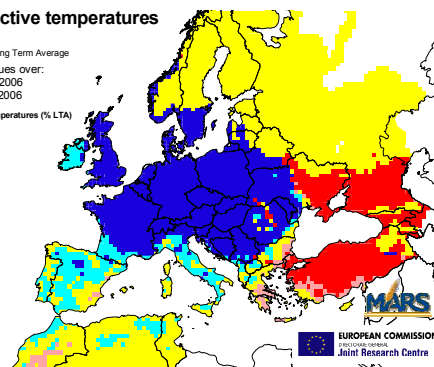 ctive temperatures
ng Term Average
ues over:
2006
2006
mperatures (% LTA)
MARS
EUROPEAN COMMISSION
DIRECTORATE GENERAL
Joint Research Centre